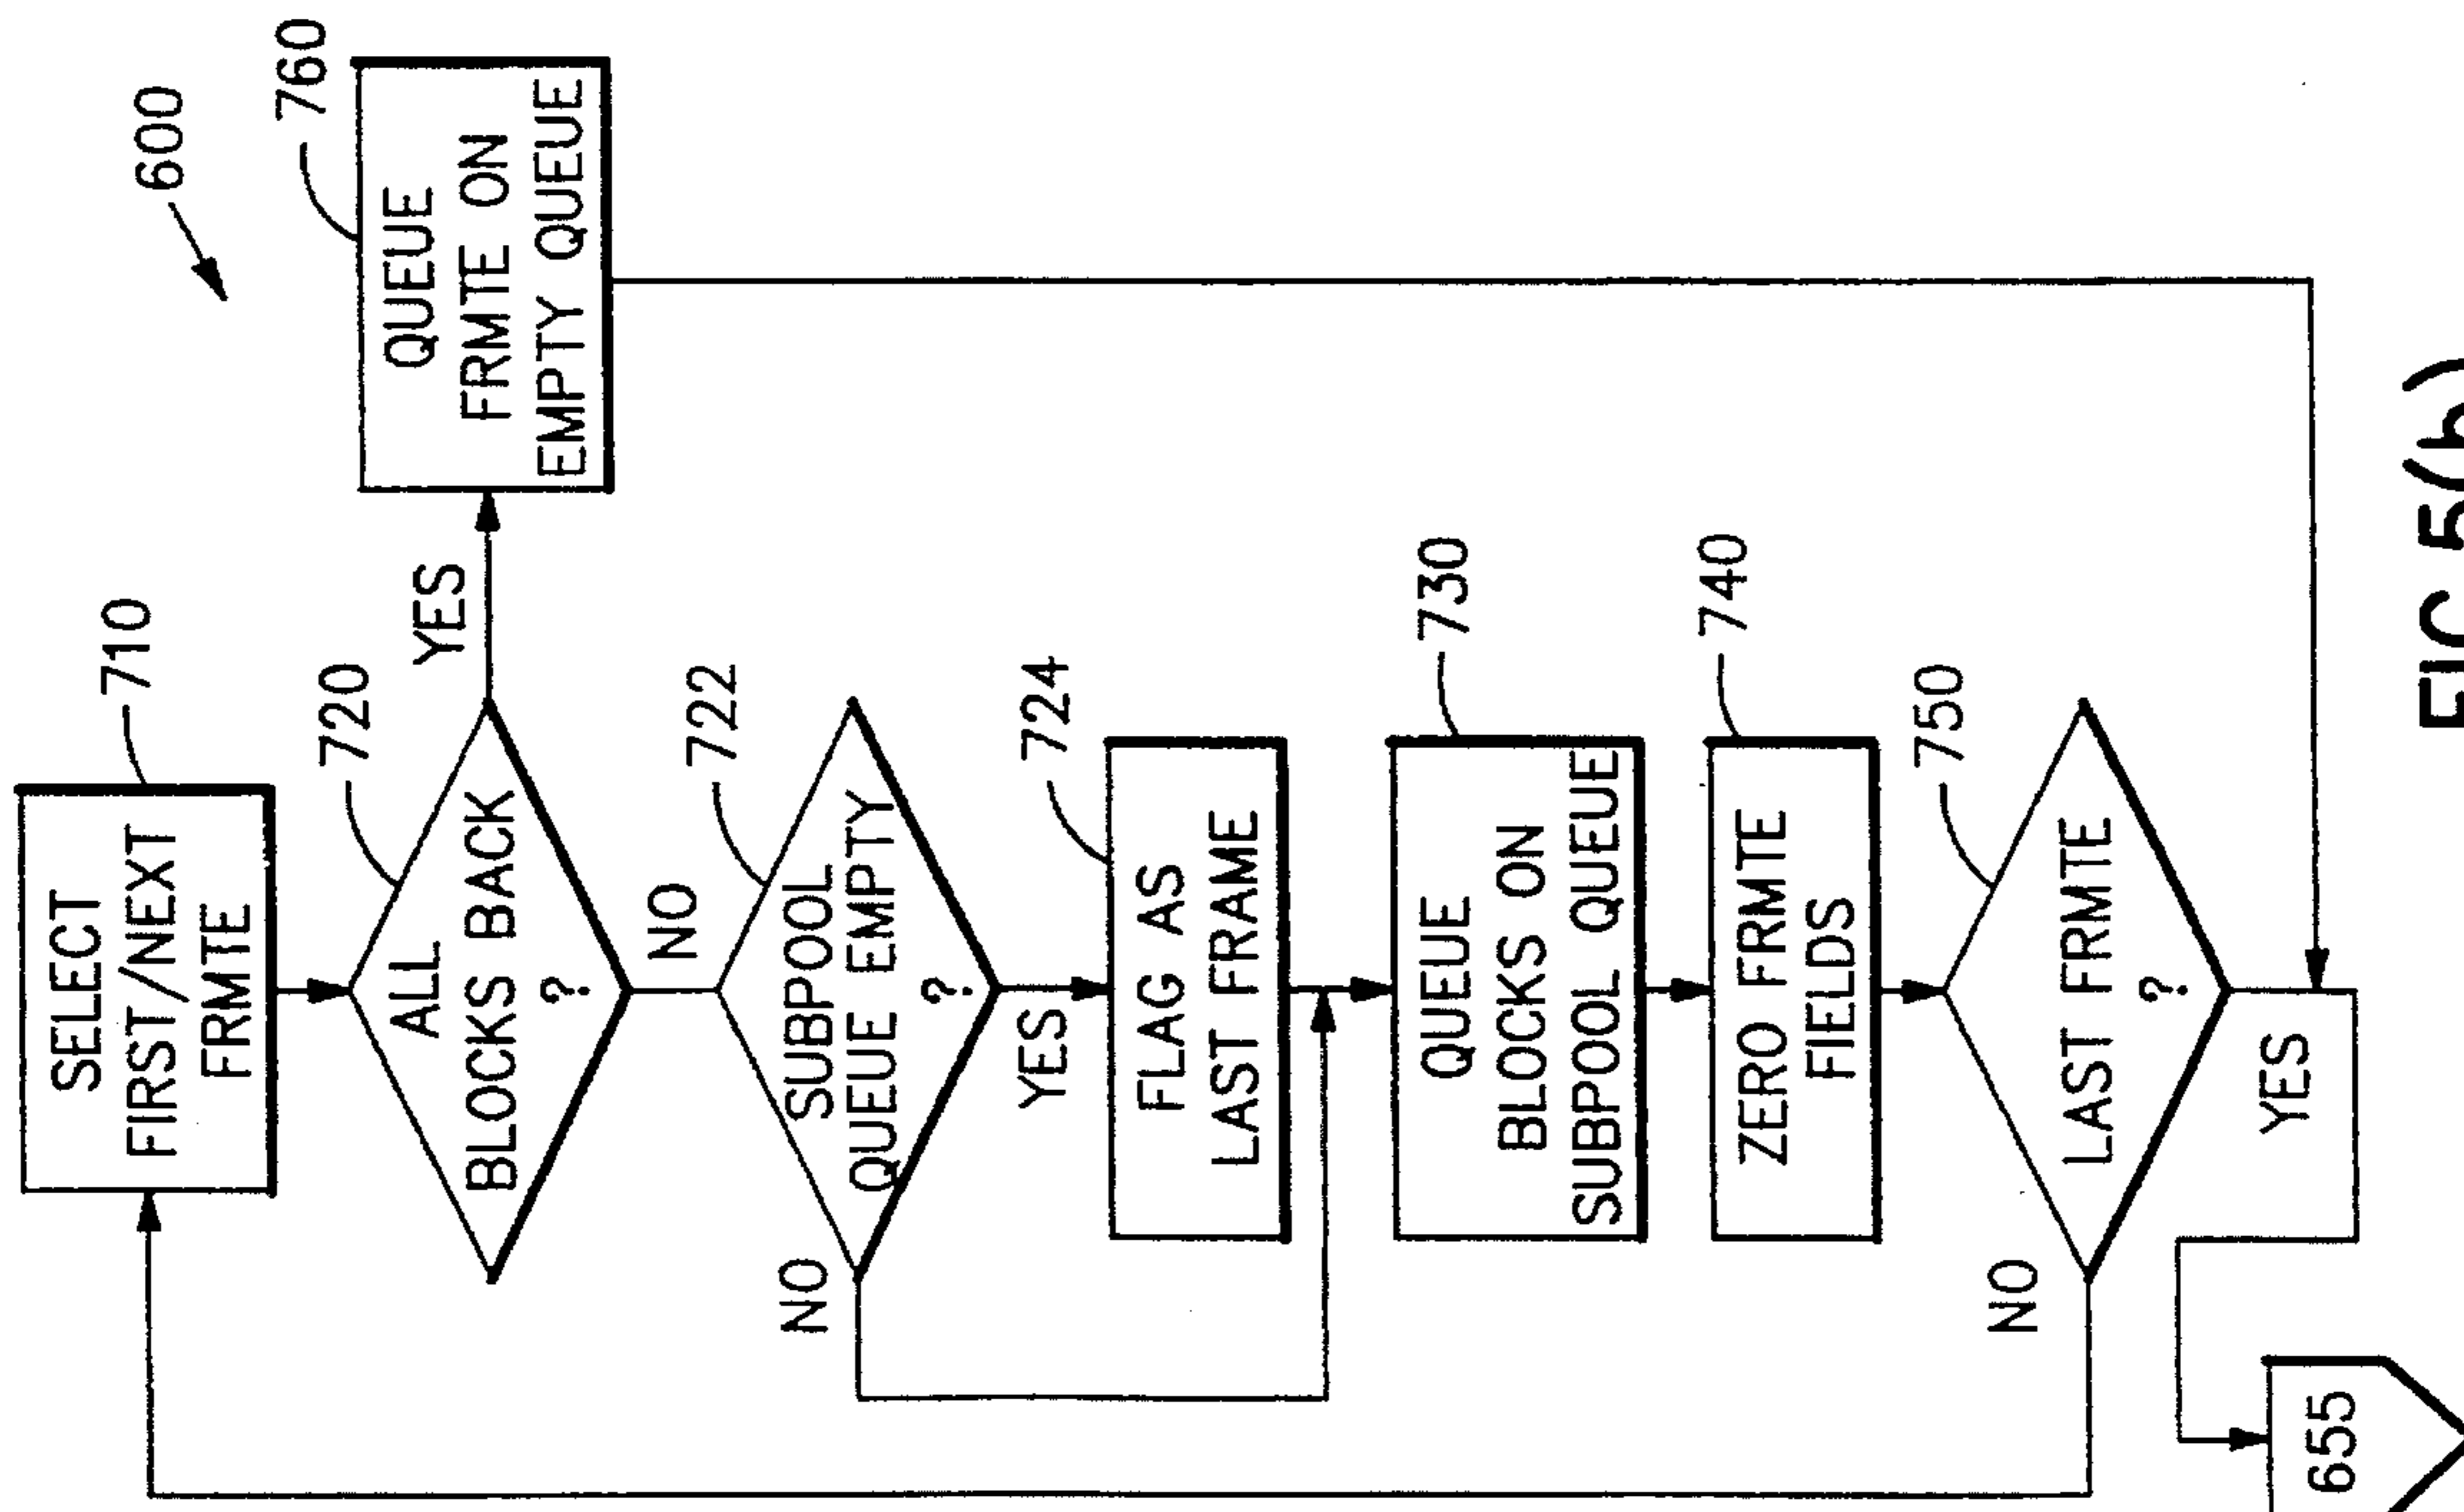 600
710
SELECT
FIRST/NEXT
FRMTE
720
ALL
BLOCKS BACK
?
YES
760
QUEUE
FRMTE ON
EMPTY QUEUE
NO
722
SUBPOOL
QUEUE EMPTY
?
NO
YES
724
FLAG AS
LAST FRAME
730
QUEUE
BLOCKS ON
SUBPOOL QUEUE
740
ZERO FRMTE
FIELDS
750
LAST FRMTE
?
NO
YES
655
FIG.5(b)